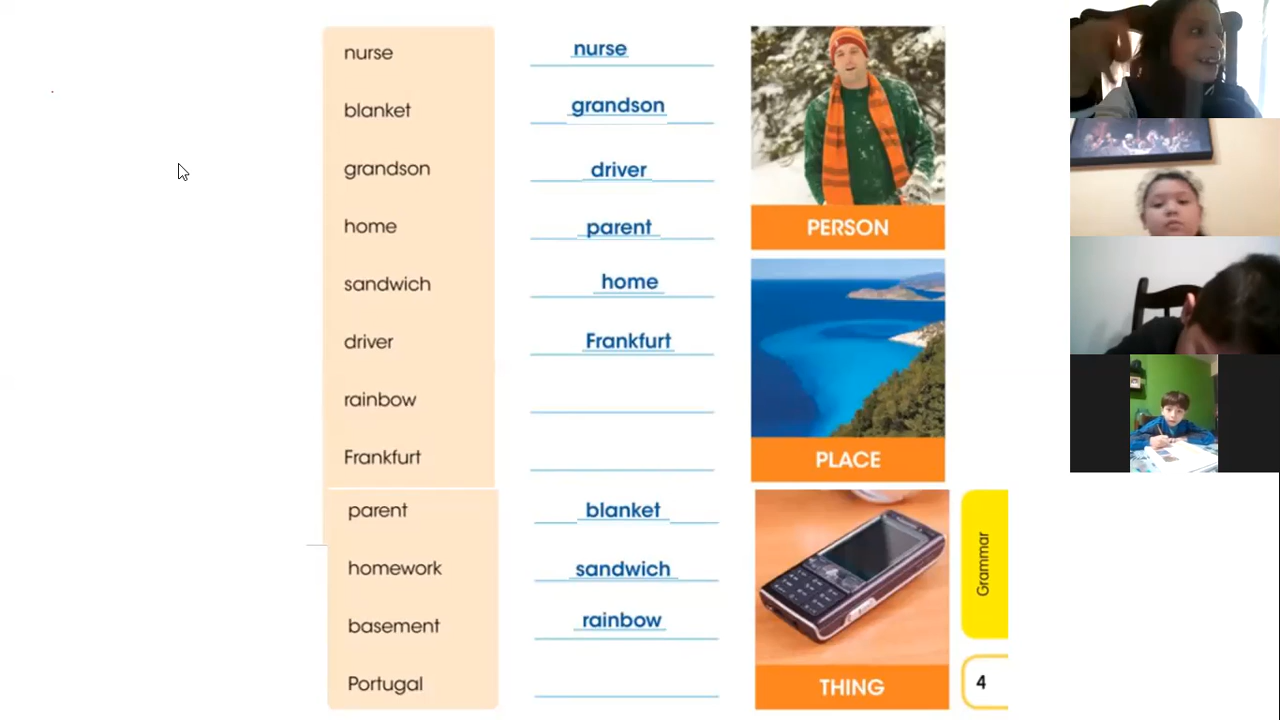 nurse
blanket
grandson
home
sandwich
driver
rainbow
Frankfurt
parent
homework
basement
Portugal
nurse
grandson
driver
parent
home
Frankfurt
blanket
sandwich
rainbow
PERSON
PLACE
THING
Grammar
4